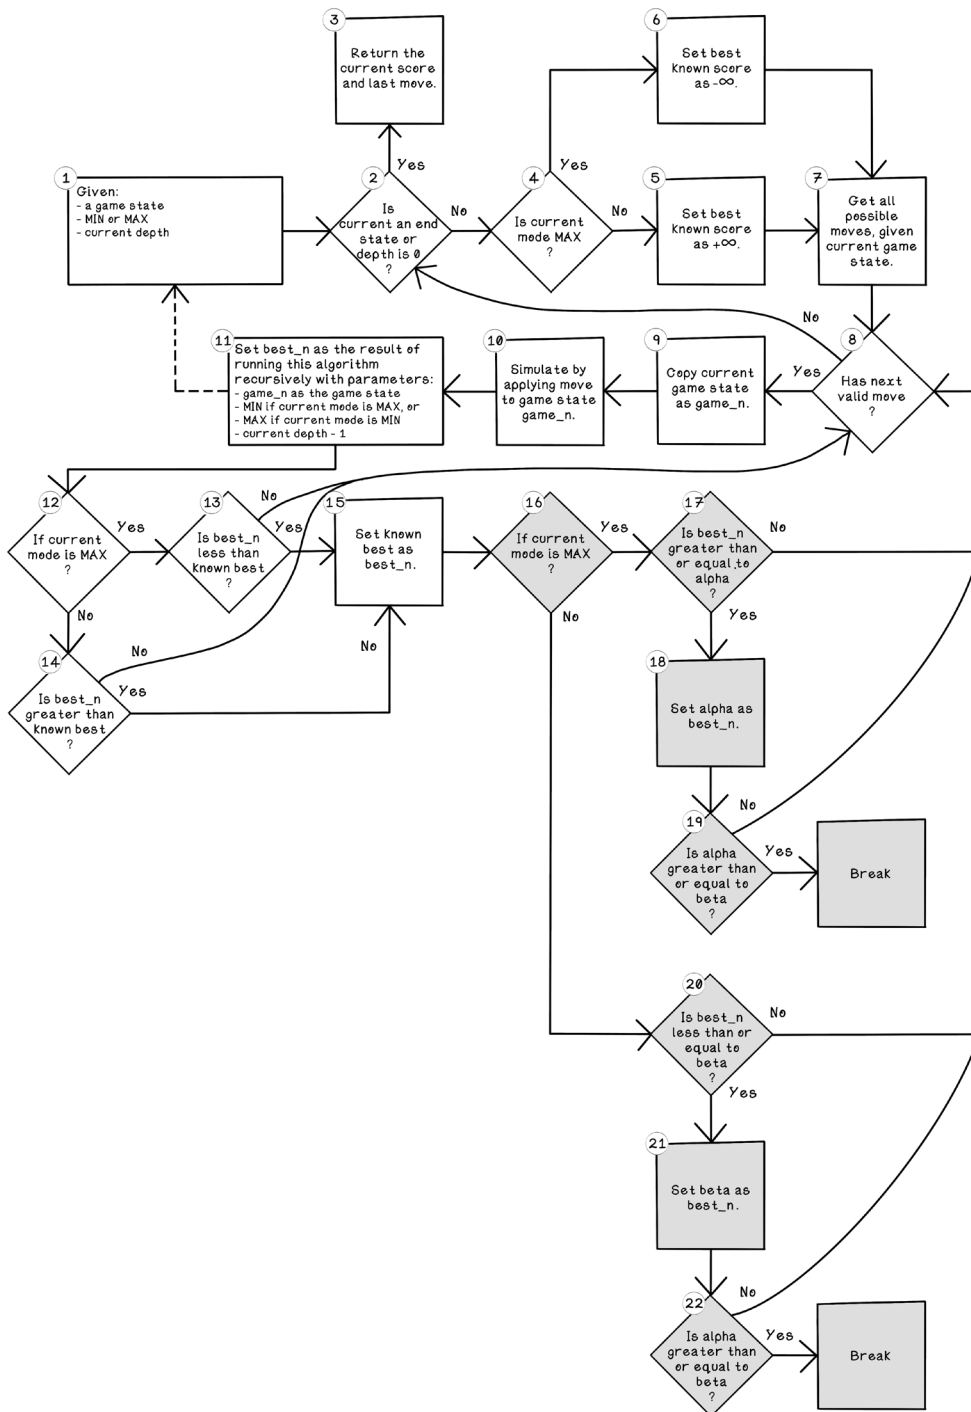 3
Return the
current score
and last move.
6
Set best
known score
as -∞.
Yes
Yes
1
Given:
- a game state
- MIN or MAX
- current depth
2
Is
current an end
state or
depth is 0
?
No
4
Is current
mode MAX
?
No
5
Set best
known score
as +∞.
7
Get all
possible
moves, given
current game
state.
No
11
Set best_n as the result of
running this algorithm
recursively with parameters:
- game_n as the game state
- MIN if current mode is MAX, or
- MAX if current mode is MIN
- current depth - 1
10
Simulate by
applying move
to game state
game_n.
9
Copy current
game state
as game_n.
Yes
8
Has next
valid move
?
12
If current
mode is MAX
?
Yes
No
13
Is best_n
less than
known best
?
No
Yes
15
Set known
best as
best_n.
16
If current
mode is MAX
?
Yes
No
17
Is best_n
greater than
or equal to
alpha
?
No
Yes
14
Is best_n
greater than
known best
?
No
Yes
No
18
Set alpha as
best_n.
19
Is alpha
greater than
or equal to
beta
?
No
Yes
Break
20
Is best_n
less than or
equal to
beta
?
No
Yes
21
Set beta as
best_n.
22
Is alpha
greater than
or equal to
beta
?
No
Yes
Break